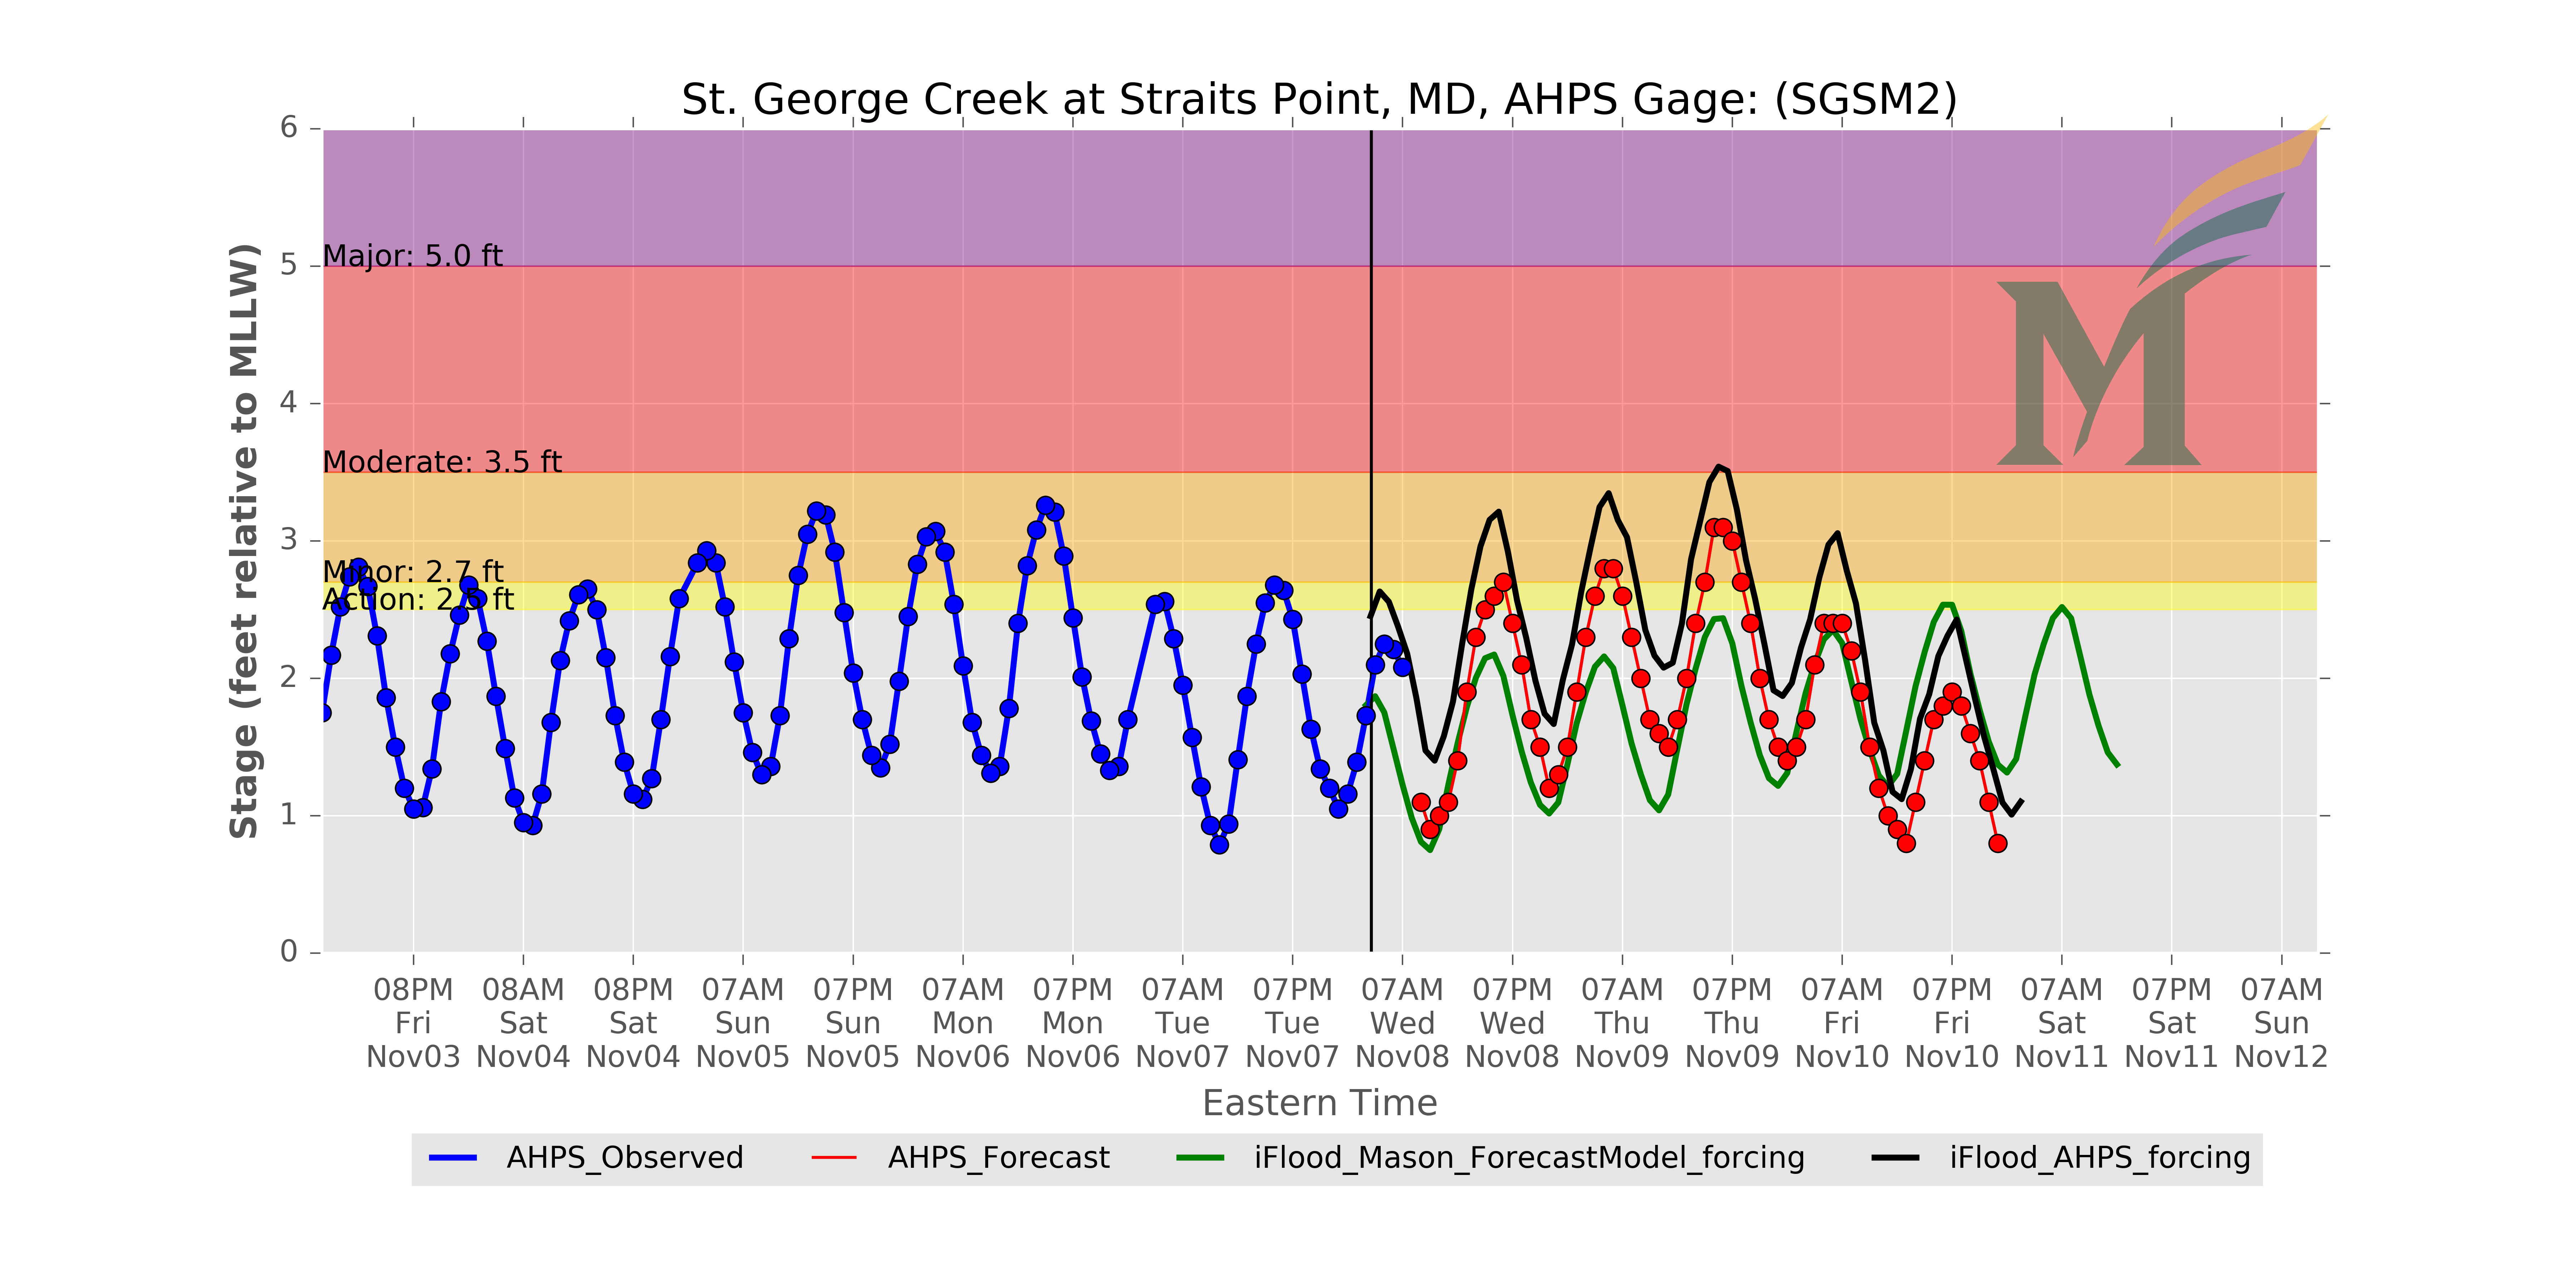 St. George Creek at Straits Point, MD, AHPS Gage: (SGSM2)
Stage (feet relative to MLLW)
6
5
4
3
2
1
0
Major: 5.0 ft
Moderate: 3.5 ft
Minor: 2.7 ft
Action: 2.5 ft
M
08PM 08AM 08PM 07AM 07PM 07AM 07PM 07AM 07PM 07AM 07PM 07AM 07PM 07AM 07PM 07AM 07PM 07AM
Fri Sat Sat Sun Sun Mon Mon Tue Tue Wed Wed Thu Thu Fri Fri Sat Sat Sun
Nov03 Nov04 Nov04 Nov05 Nov05 Nov06 Nov06 Nov07 Nov07 Nov08 Nov08 Nov09 Nov09 Nov10 Nov10 Nov11 Nov11 Nov12
Eastern Time
AHPS_Observed AHPS_Forecast iFlood_Mason_ForecastModel_forcing iFlood_AHPS_forcing